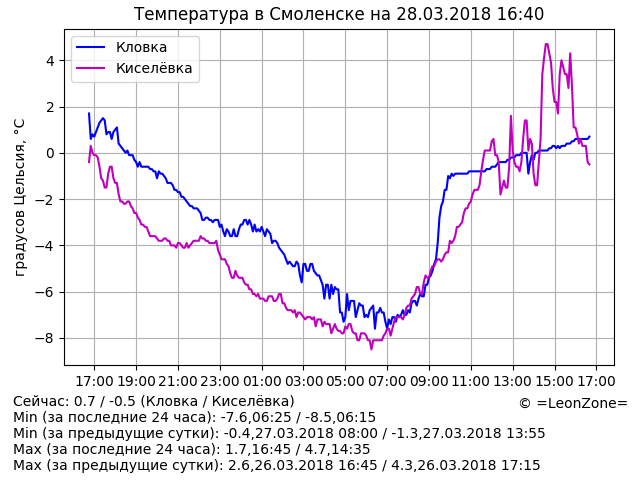 Температура в Смоленске на 28.03.2018 16:40
Кловка
Киселёвка
градусов Цельсия, °C
4
2
0
−2
−4
−6
−8
17:00 19:00 21:00 23:00 01:00 03:00 05:00 07:00 09:00 11:00 13:00 15:00 17:00
Сейчас: 0.7 / -0.5 (Кловка / Киселёвка)
© =LeonZone=
Min (за последние 24 часа): -7.6,06:25 / -8.5,06:15
Min (за предыдущие сутки): -0.4,27.03.2018 08:00 / -1.3,27.03.2018 13:55
Max (за последние 24 часа): 1.7,16:45 / 4.7,14:35
Max (за предыдущие сутки): 2.6,26.03.2018 16:45 / 4.3,26.03.2018 17:15